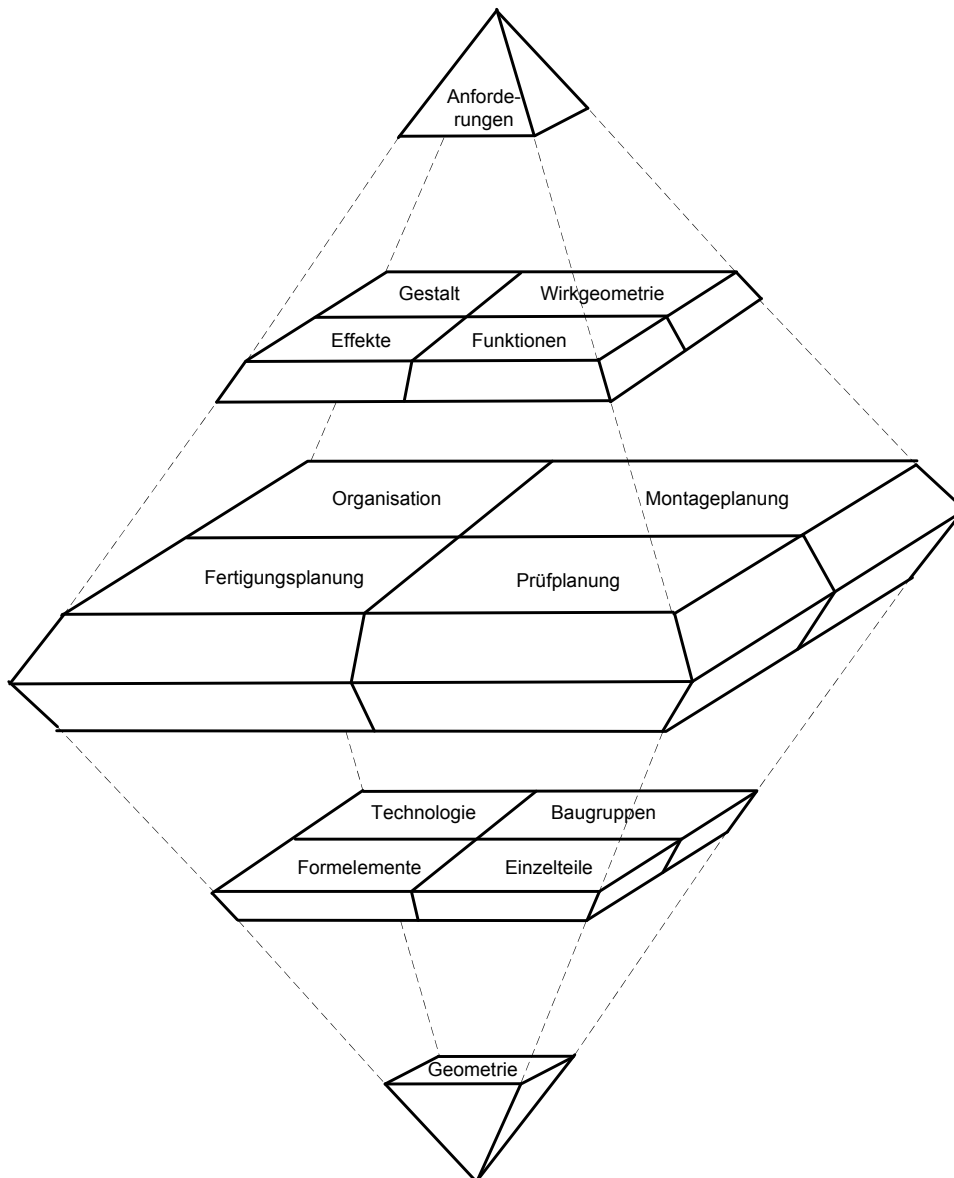 Anforde-
rungen
Gestalt
Wirkgeometrie
Effekte
Funktionen
Organisation
Montageplanung
Fertigungsplanung
Prüfplanung
Technologie
Baugruppen
Formelemente
Einzelteile
Geometrie